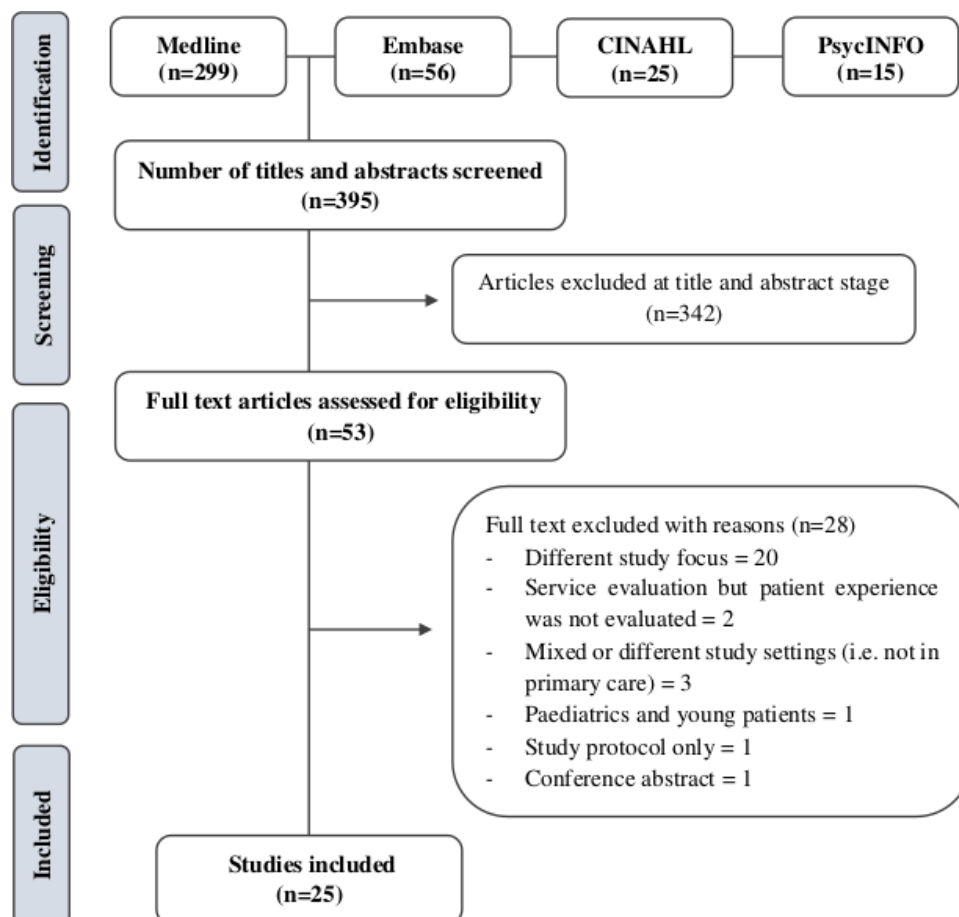 Identification
Medline
(n=299)
Embase
(n=56)
CINAHL
(n=25)
PsycINFO
(n=15)
Number of titles and abstracts screened
(n=395)
Screening
Articles excluded at title and abstract stage
(n=342)
Full text articles assessed for eligibility
(n=53)
Eligibility
Full text excluded with reasons (n=28)
- Different study focus = 20
- Service evaluation but patient experience
was not evaluated = 2
- Mixed or different study settings (i.e. not in
primary care) = 3
- Paediatrics and young patients = 1
- Study protocol only = 1
- Conference abstract = 1
Included
Studies included
(n=25)